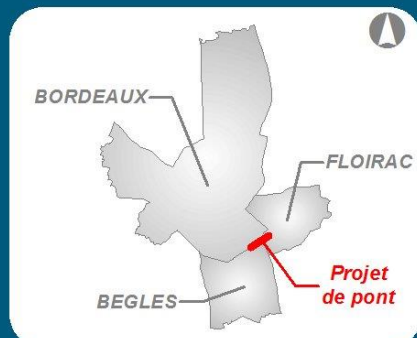 BORDEAUX
FLOIRAC
Projet
de pont
BEGLES